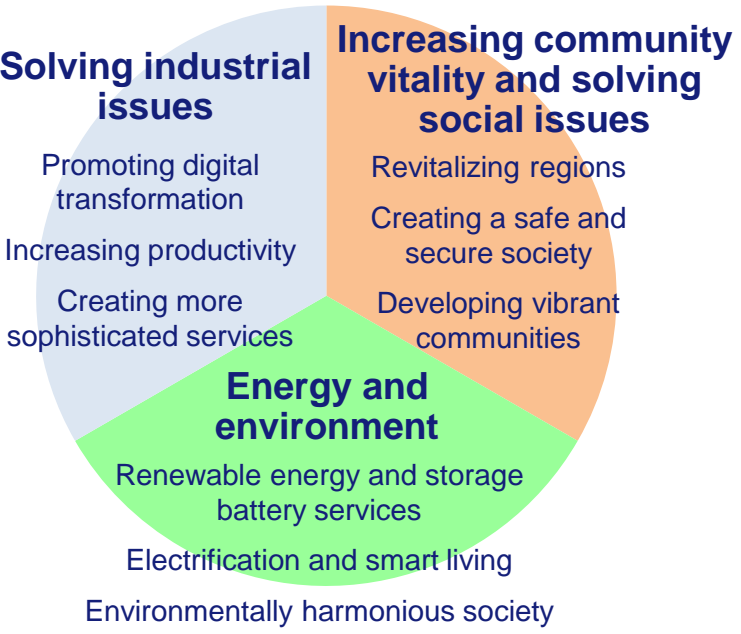 Solving industrial
issues
Promoting digital
transformation
Increasing productivity
Creating more
sophisticated services
Increasing community
vitality and solving
social issues
Revitalizing regions
Creating a safe and
secure society
Developing vibrant
communities
Energy and
environment
Renewable energy and storage
battery services
Electrification and smart living
Environmentally harmonious society